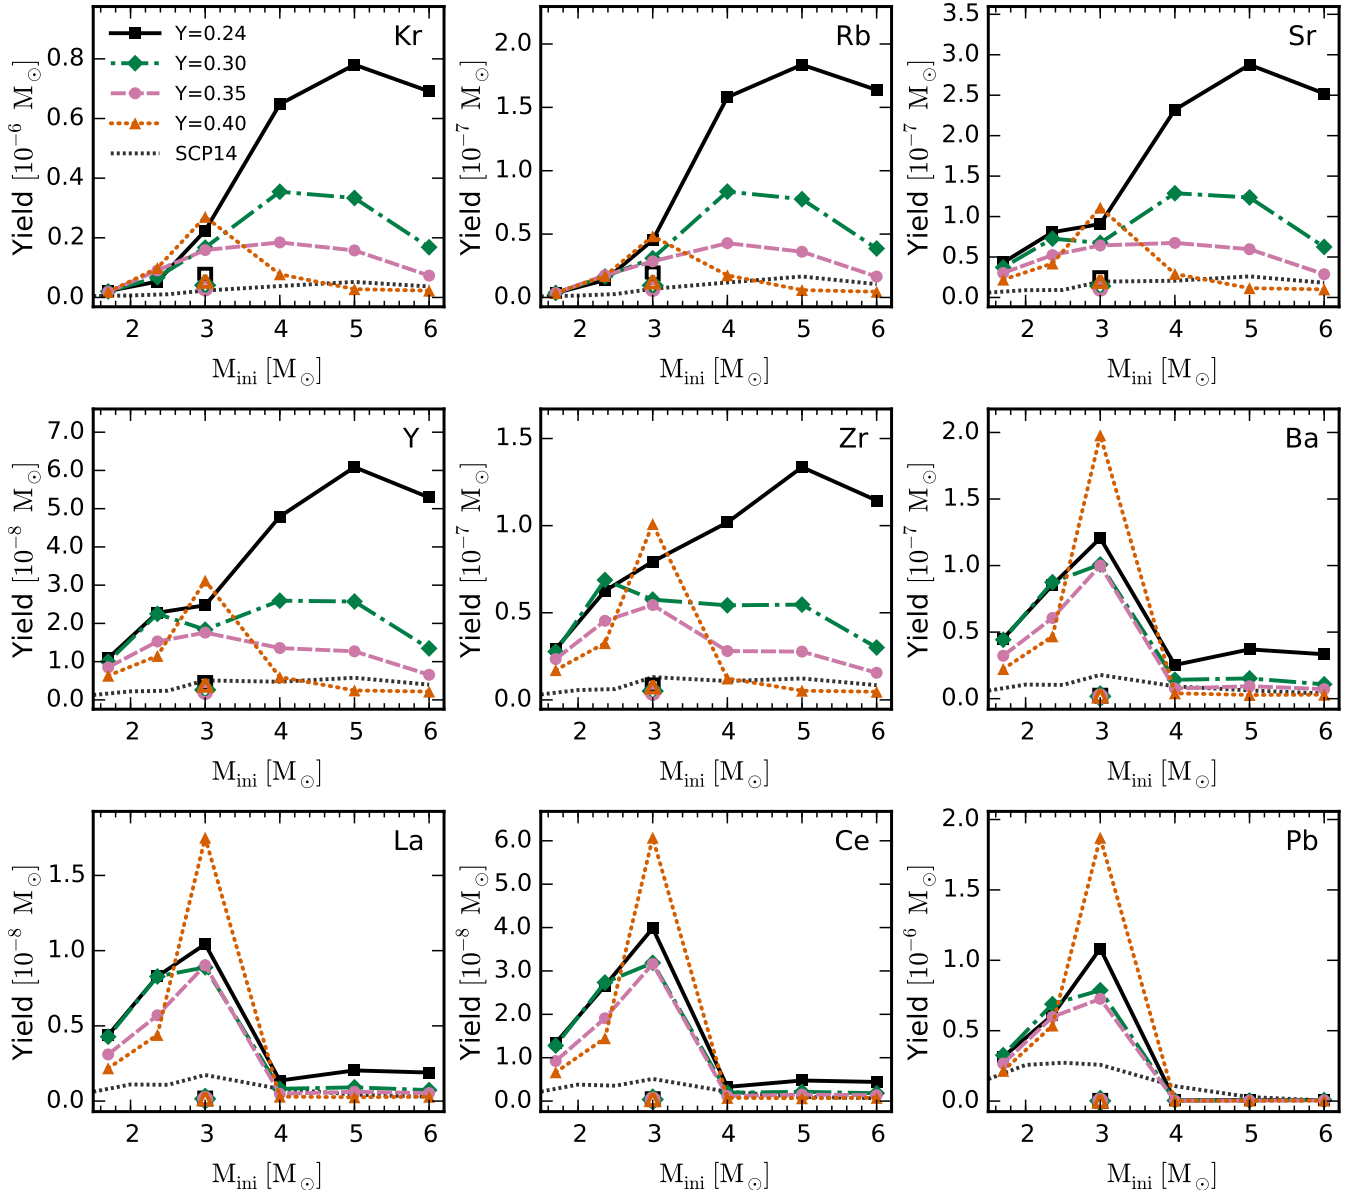 Kr
Y=0.24
Y=0.30
Y=0.35
Y=0.40
SCP14
0.8
0.6
0.4
0.2
0.0
Yield [10⁻⁶ M☉]
2 3 4 5 6
M_ini [M☉]
Rb
2.0
1.5
1.0
0.5
0.0
Yield [10⁻⁷ M☉]
2 3 4 5 6
M_ini [M☉]
Sr
3.5
3.0
2.5
2.0
1.5
1.0
0.5
0.0
Yield [10⁻⁷ M☉]
2 3 4 5 6
M_ini [M☉]
Y
7.0
6.0
5.0
4.0
3.0
2.0
1.0
0.0
Yield [10⁻⁸ M☉]
2 3 4 5 6
M_ini [M☉]
Zr
1.5
1.0
0.5
0.0
Yield [10⁻⁷ M☉]
2 3 4 5 6
M_ini [M☉]
Ba
2.0
1.5
1.0
0.5
0.0
Yield [10⁻⁷ M☉]
2 3 4 5 6
M_ini [M☉]
La
1.5
1.0
0.5
0.0
Yield [10⁻⁸ M☉]
2 3 4 5 6
M_ini [M☉]
Ce
6.0
5.0
4.0
3.0
2.0
1.0
0.0
Yield [10⁻⁸ M☉]
2 3 4 5 6
M_ini [M☉]
Pb
2.0
1.5
1.0
0.5
0.0
Yield [10⁻⁶ M☉]
2 3 4 5 6
M_ini [M☉]